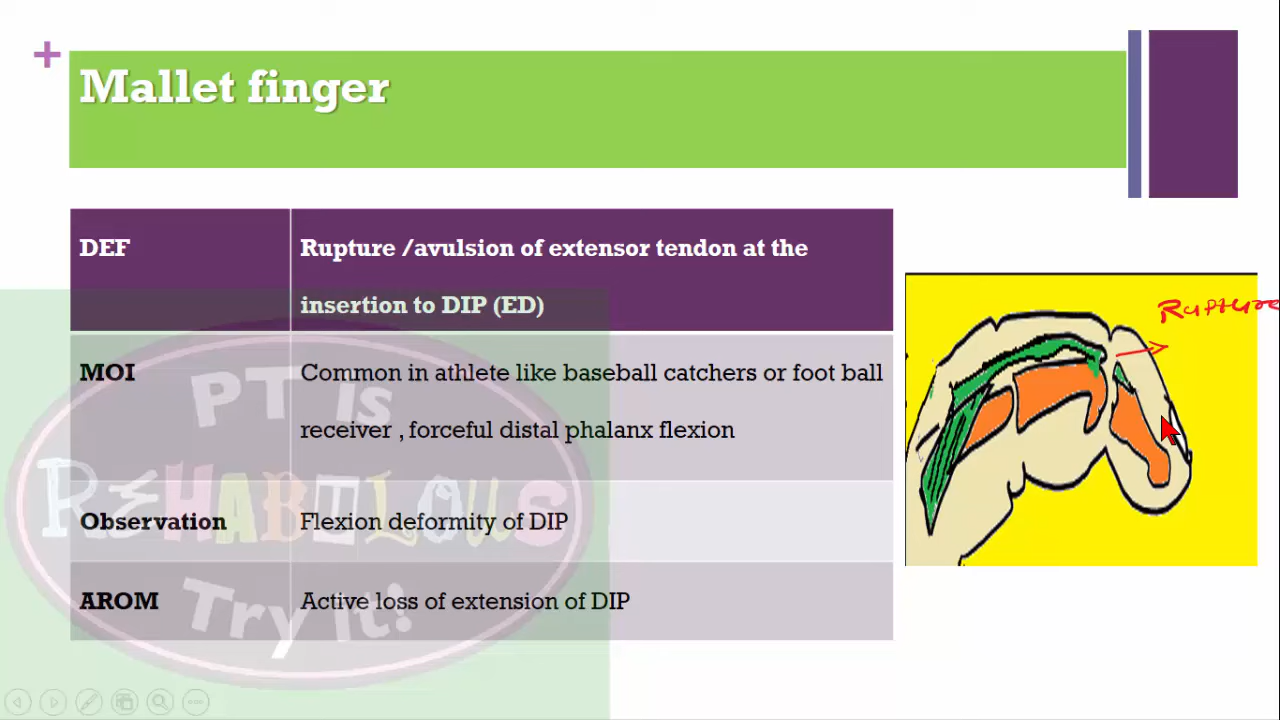 +
Mallet finger
DEF
Rupture /avulsion of extensor tendon at the
insertion to DIP (ED)
MOI
Common in athlete like baseball catchers or foot ball
receiver , forceful distal phalanx flexion
Observation
Flexion deformity of DIP
AROM
Active loss of extension of DIP
PT is
REHABILOUS
Try it!
Rupture